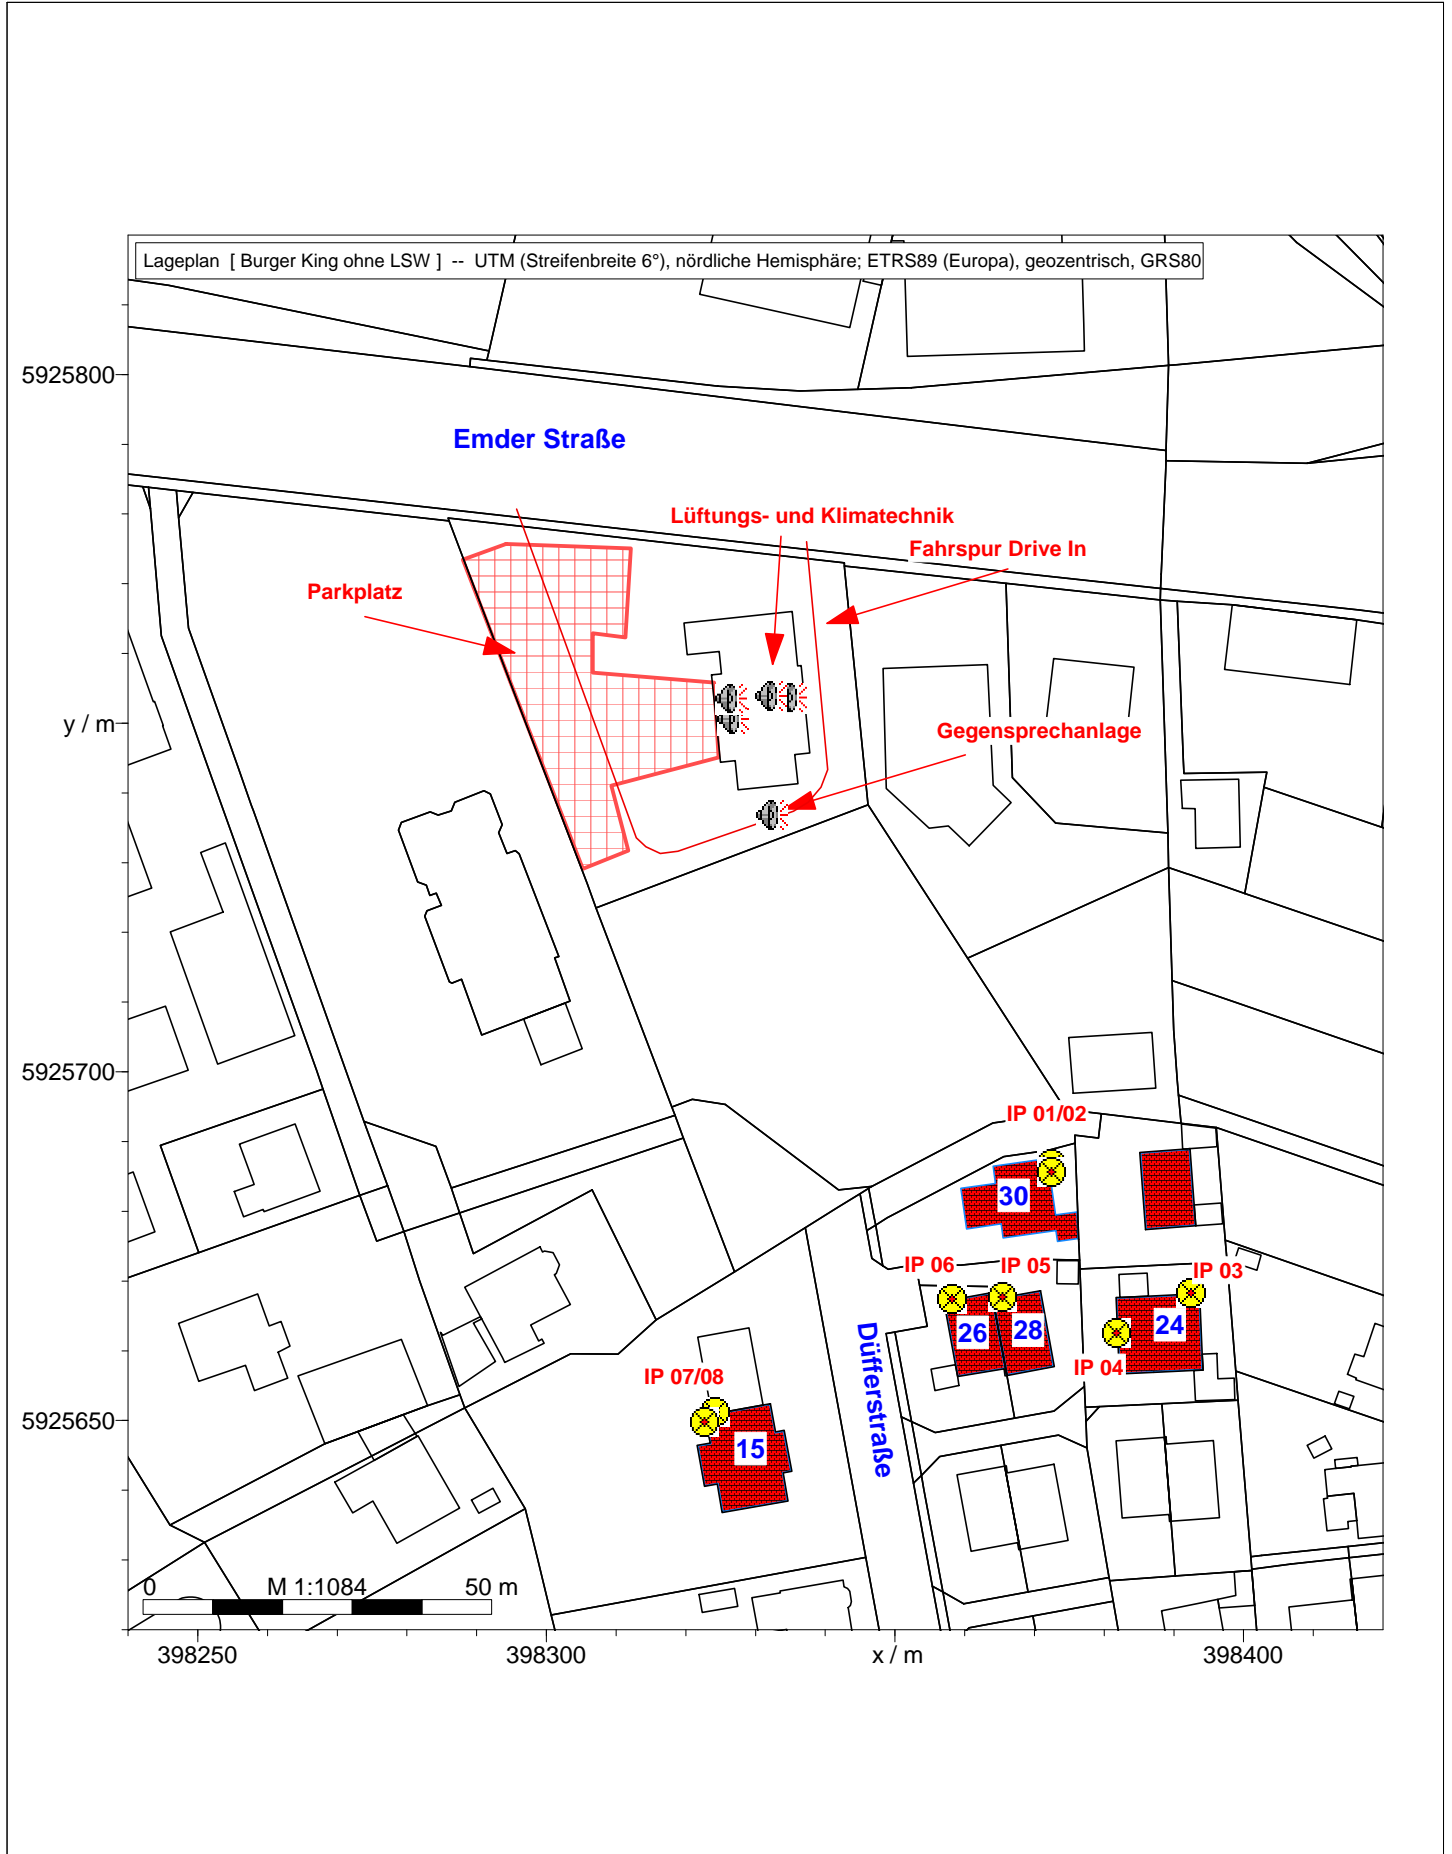 Lageplan [ Burger King ohne LSW ] -- UTM (Streifenbreite 6°), nördliche Hemisphäre; ETRS89 (Europa), geozentrisch, GRS80
5925800
Emder Straße
Lüftungs- und Klimatechnik
Fahrspur Drive In
Parkplatz
y / m
Gegensprechanlage
5925700
IP 01/02
30
IP 06
IP 05
IP 03
26
28
24
Düfferstraße
IP 04
IP 07/08
5925650
15
0
M 1:1084
50 m
398250
398300
x / m
398400